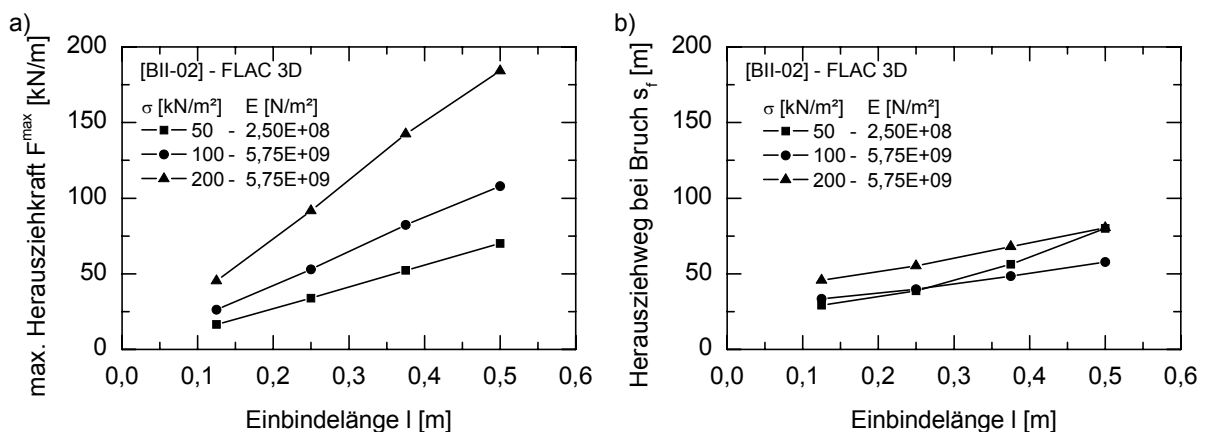 a)
max. Herausziehkraft F^max [kN/m]
200
150
100
50
0
[BII-02] - FLAC 3D
σ [kN/m²] E [N/m²]
50 - 2,50E+08
100 - 5,75E+09
200 - 5,75E+09
0,0 0,1 0,2 0,3 0,4 0,5 0,6
Einbindelänge l [m]
b)
Herausziehweg bei Bruch s_f [m]
200
150
100
50
0
[BII-02] - FLAC 3D
σ [kN/m²] E [N/m²]
50 - 2,50E+08
100 - 5,75E+09
200 - 5,75E+09
0,0 0,1 0,2 0,3 0,4 0,5 0,6
Einbindelänge l [m]